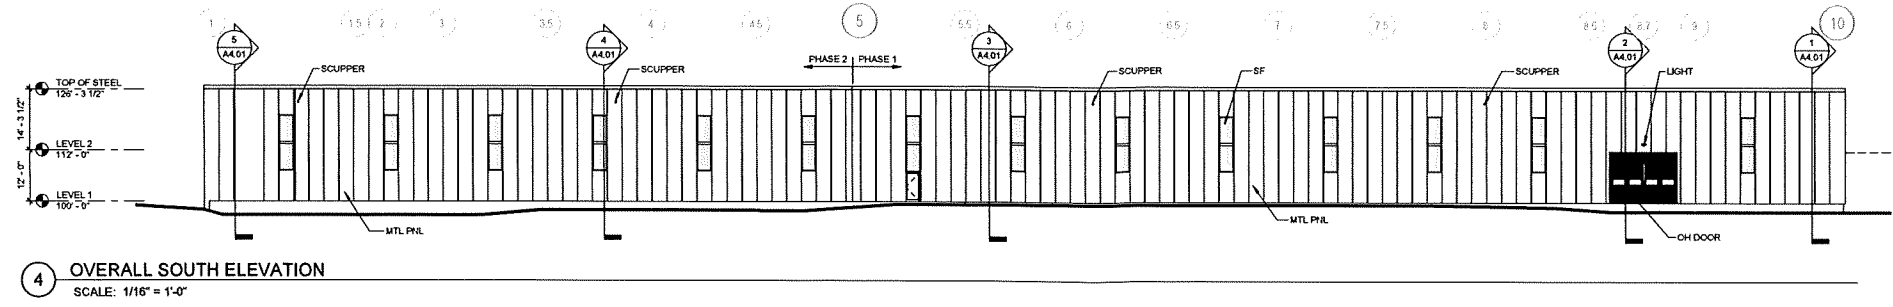 1 1.5 2 3 3.5 4 4.5 5 5.5 6 6.5 7 7.5 8 8.5 8.7 9 10
5 A4.01
4 A4.01
3 A4.01
2 A4.01
1 A4.01
PHASE 2 PHASE 1
SCUPPER SCUPPER SCUPPER SF SCUPPER LIGHT
TOP OF STEEL
126' - 3 1/2"
14' - 3 1/2"
LEVEL 2
112' - 0"
12' - 0"
LEVEL 1
100' - 0"
MTL PNL MTL PNL OH DOOR
4 OVERALL SOUTH ELEVATION
SCALE: 1/16" = 1'-0"